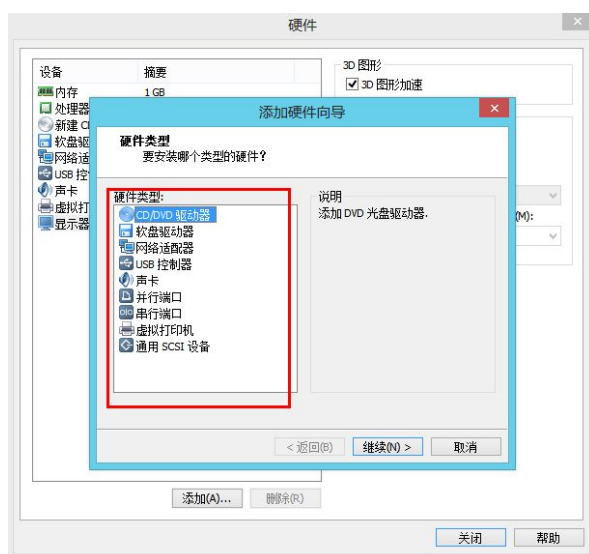 硬件
设备 摘要
内存 1 GB
处理器
新建
软盘驱
网络适
USB 控
声卡
虚拟打
显示器
3D 图形
3D 图形加速
(M):
添加硬件向导
硬件类型
要安装哪个类型的硬件?
硬件类型:
CD/DVD 驱动器
软盘驱动器
网络适配器
USB 控制器
声卡
并行端口
串行端口
虚拟打印机
通用 SCSI 设备
说明
添加 DVD 光盘驱动器.
< 返回(B) 继续(N) > 取消
添加(A)... 删除(R)
关闭 帮助